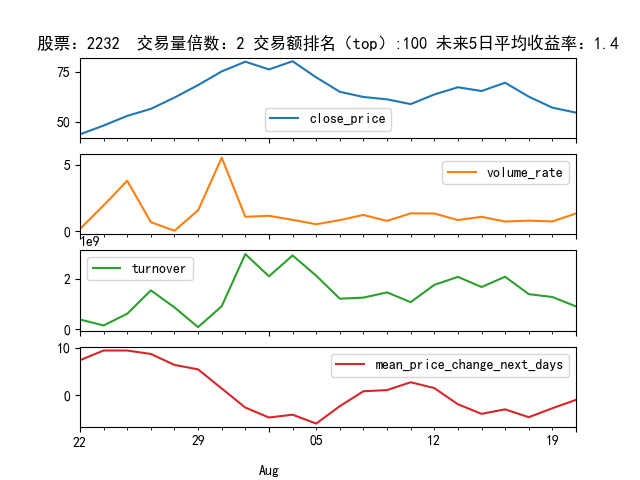 股票：2232  交易量倍数：2 交易额排名（top）:100 未来5日平均收益率：1.4
75
50
close_price
5
0
volume_rate
1e9
2
0
turnover
10
0
mean_price_change_next_days
22 29 05 12 19
Aug